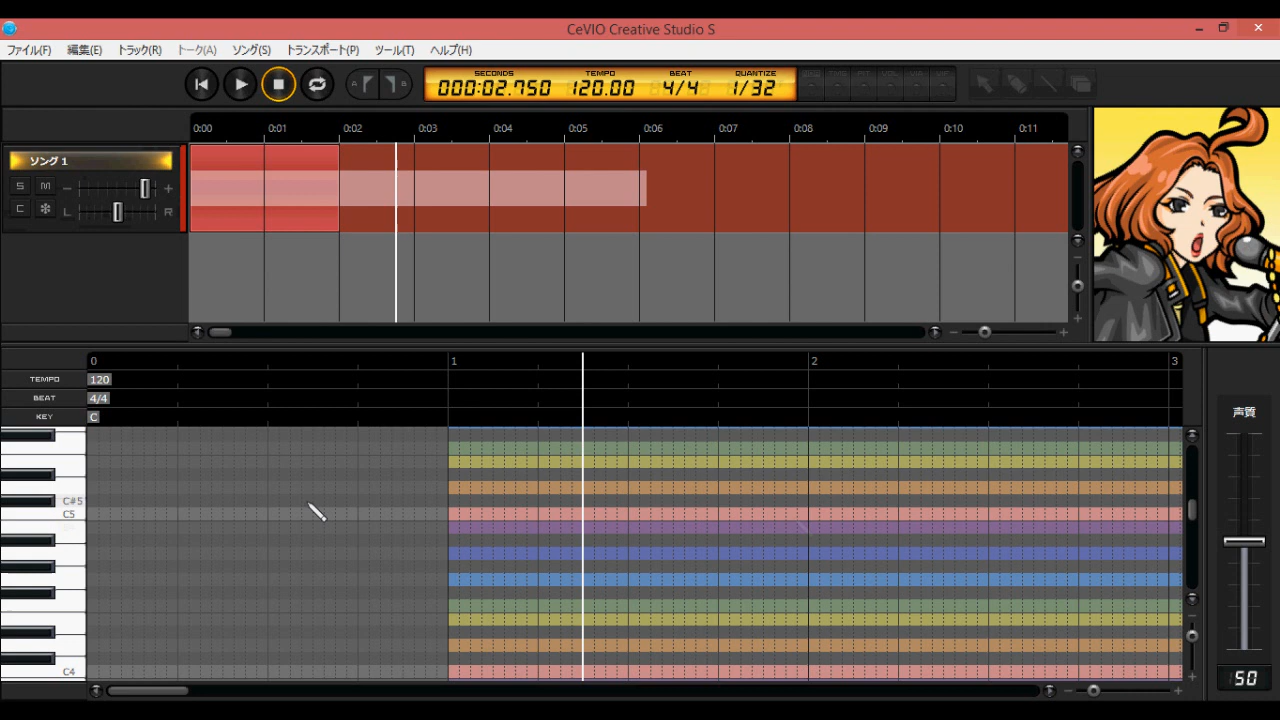 CeVIO Creative Studio S
ファイル(F) 編集(E) トラック(R) トーク(A) ソング(S) トランスポート(P) ツール(T) ヘルプ(H)
SECONDS TEMPO BEAT QUANTIZE
A B 000:02.750 120.00 4/4 1/32
0:00 0:01 0:02 0:03 0:04 0:05 0:06 0:07 0:08 0:09 0:10 0:11
ソング 1
S M
C L R
0 1 2 3
TEMPO 120
BEAT 4/4
KEY C
声質
C#5
C5
C4
50